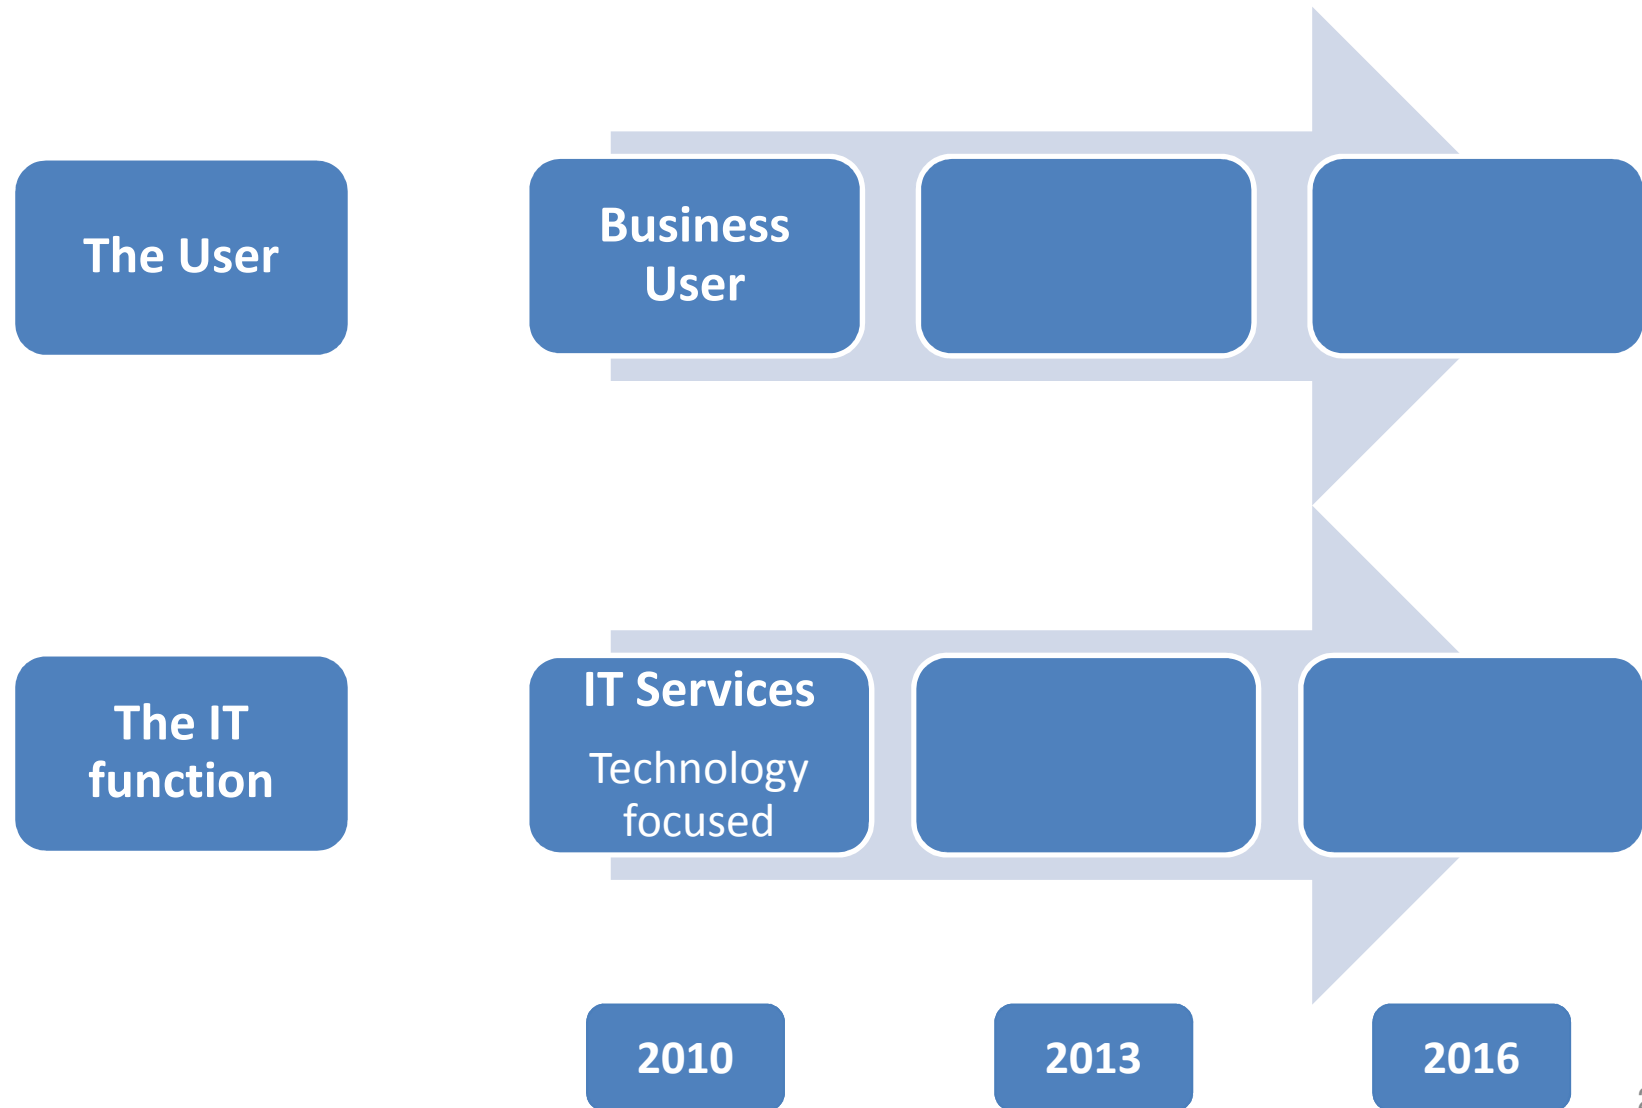 The User
Business
User
The IT
function
IT Services
Technology
focused
2010
2013
2016